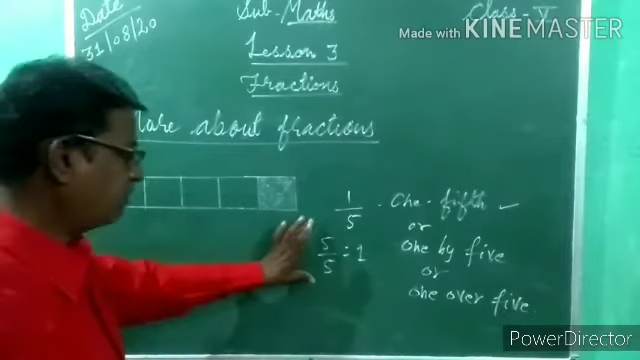 Date
31/08/20
Sub-Maths
Class-V
Made with KINEMASTER
Lesson 3
Fractions
More about fractions
1/5 . One-fifth ✓
or
5/5 = 1
one by five
or
one over five.
PowerDirector